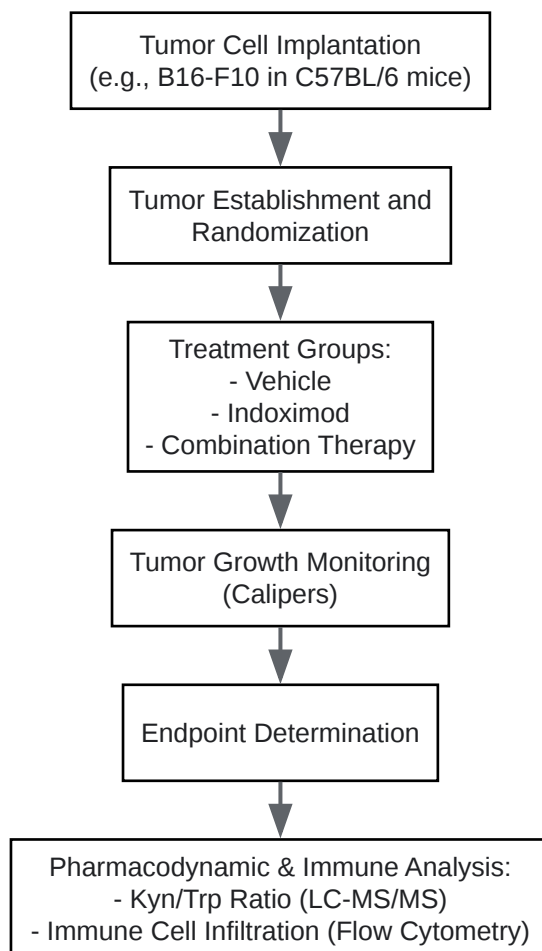 Tumor Cell Implantation
(e.g., B16-F10 in C57BL/6 mice)
Tumor Establishment and
Randomization
Treatment Groups:
- Vehicle
- Indoximod
- Combination Therapy
Tumor Growth Monitoring
(Calipers)
Endpoint Determination
Pharmacodynamic & Immune Analysis:
- Kyn/Trp Ratio (LC-MS/MS)
- Immune Cell Infiltration (Flow Cytometry)